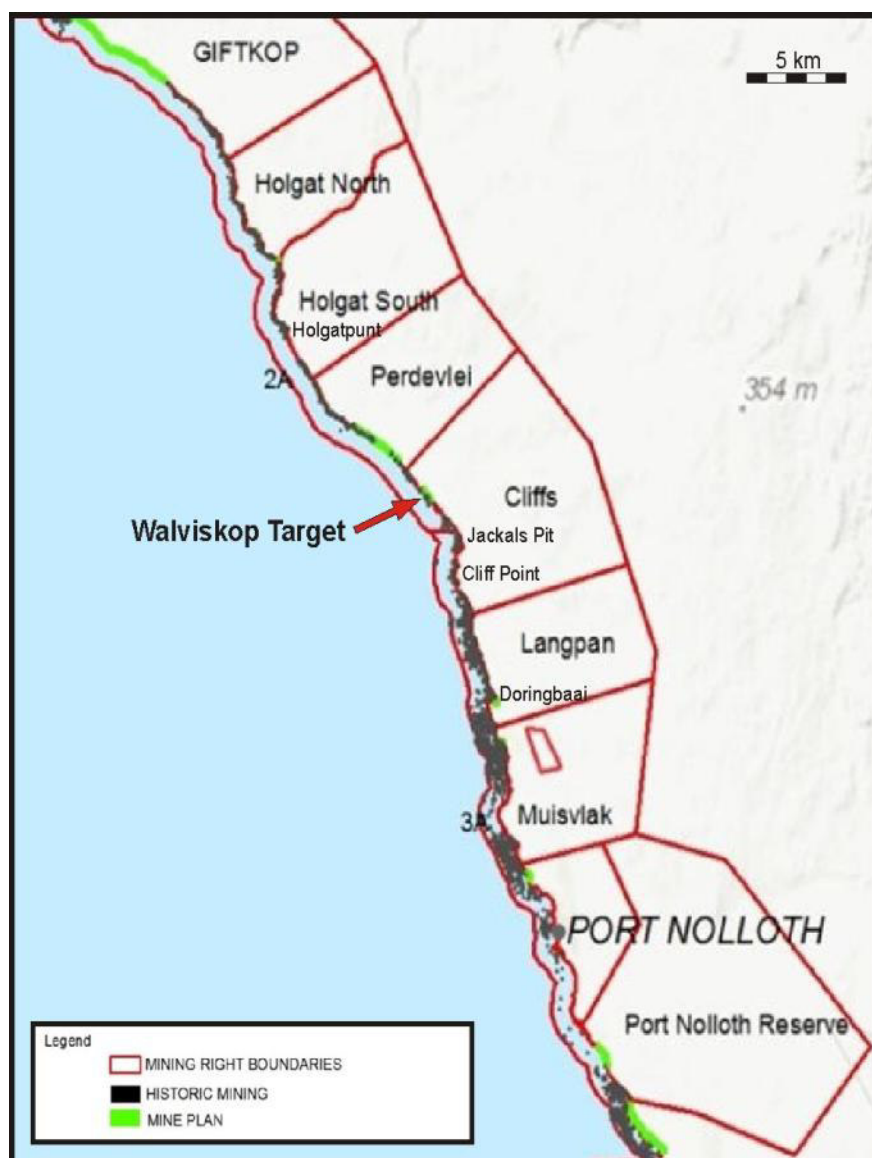 GIFTKOP
5 km
Holgat North
Holgat South
Holgatpunt
2A
Perdevlei
354 m
Cliffs
Walviskop Target
Jackals Pit
Cliff Point
Langpan
Doringbaai
Muisvlak
3A
PORT NOLLOTH
Port Nolloth Reserve
Legend
MINING RIGHT BOUNDARIES
HISTORIC MINING
MINE PLAN